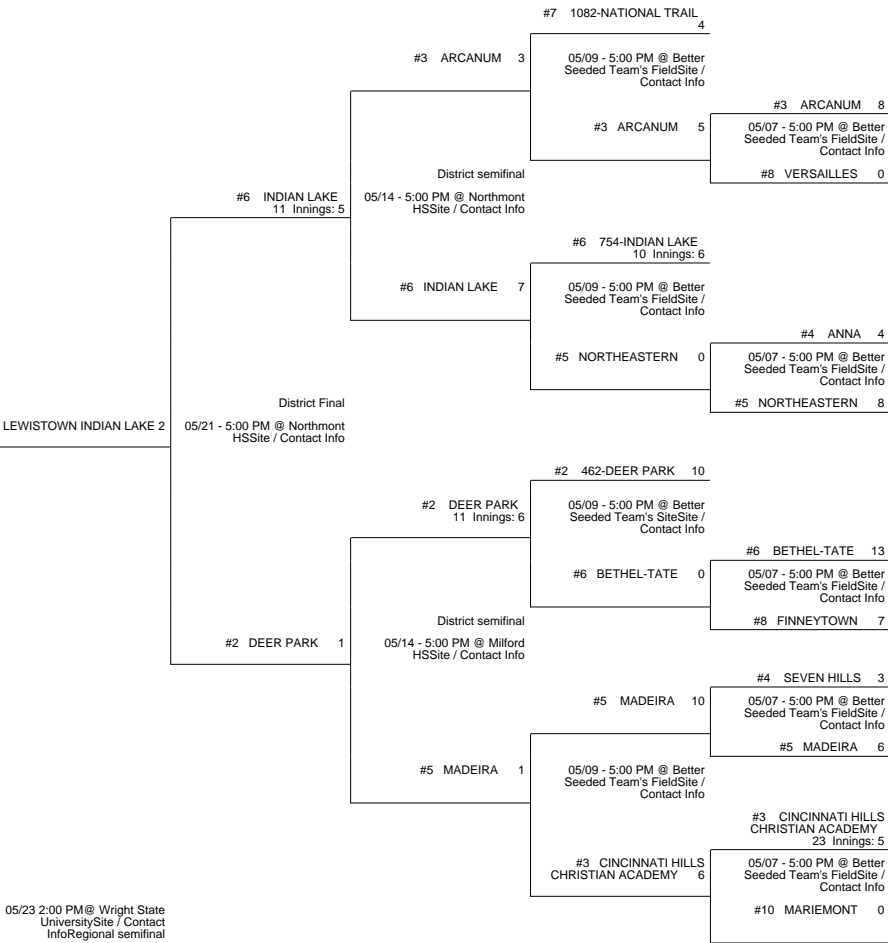 #7 1082-NATIONAL TRAIL
4
#3 ARCANUM 3
05/09 - 5:00 PM @ Better
Seeded Team's FieldSite /
Contact Info
#3 ARCANUM 8
#3 ARCANUM 5
05/07 - 5:00 PM @ Better
Seeded Team's FieldSite /
Contact Info
#8 VERSAILLES 0
District semifinal
05/14 - 5:00 PM @ Northmont
HSSite / Contact Info
#6 INDIAN LAKE
11 Innings: 5
#6 754-INDIAN LAKE
10 Innings: 6
#6 INDIAN LAKE 7
05/09 - 5:00 PM @ Better
Seeded Team's FieldSite /
Contact Info
#4 ANNA 4
#5 NORTHEASTERN 0
05/07 - 5:00 PM @ Better
Seeded Team's FieldSite /
Contact Info
#5 NORTHEASTERN 8
District Final
LEWISTOWN INDIAN LAKE 2
05/21 - 5:00 PM @ Northmont
HSSite / Contact Info
#2 462-DEER PARK 10
#2 DEER PARK
11 Innings: 6
05/09 - 5:00 PM @ Better
Seeded Team's SiteSite /
Contact Info
#6 BETHEL-TATE 13
#6 BETHEL-TATE 0
05/07 - 5:00 PM @ Better
Seeded Team's FieldSite /
Contact Info
#8 FINNEYTOWN 7
District semifinal
05/14 - 5:00 PM @ Milford
HSSite / Contact Info
#2 DEER PARK 1
#4 SEVEN HILLS 3
#5 MADEIRA 10
05/07 - 5:00 PM @ Better
Seeded Team's FieldSite /
Contact Info
#5 MADEIRA 6
#5 MADEIRA 1
05/09 - 5:00 PM @ Better
Seeded Team's FieldSite /
Contact Info
#3 CINCINNATI HILLS
CHRISTIAN ACADEMY
23 Innings: 5
#3 CINCINNATI HILLS
CHRISTIAN ACADEMY 6
05/07 - 5:00 PM @ Better
Seeded Team's FieldSite /
Contact Info
#10 MARIEMONT 0
05/23 2:00 PM@ Wright State
UniversitySite / Contact
InfoRegional semifinal